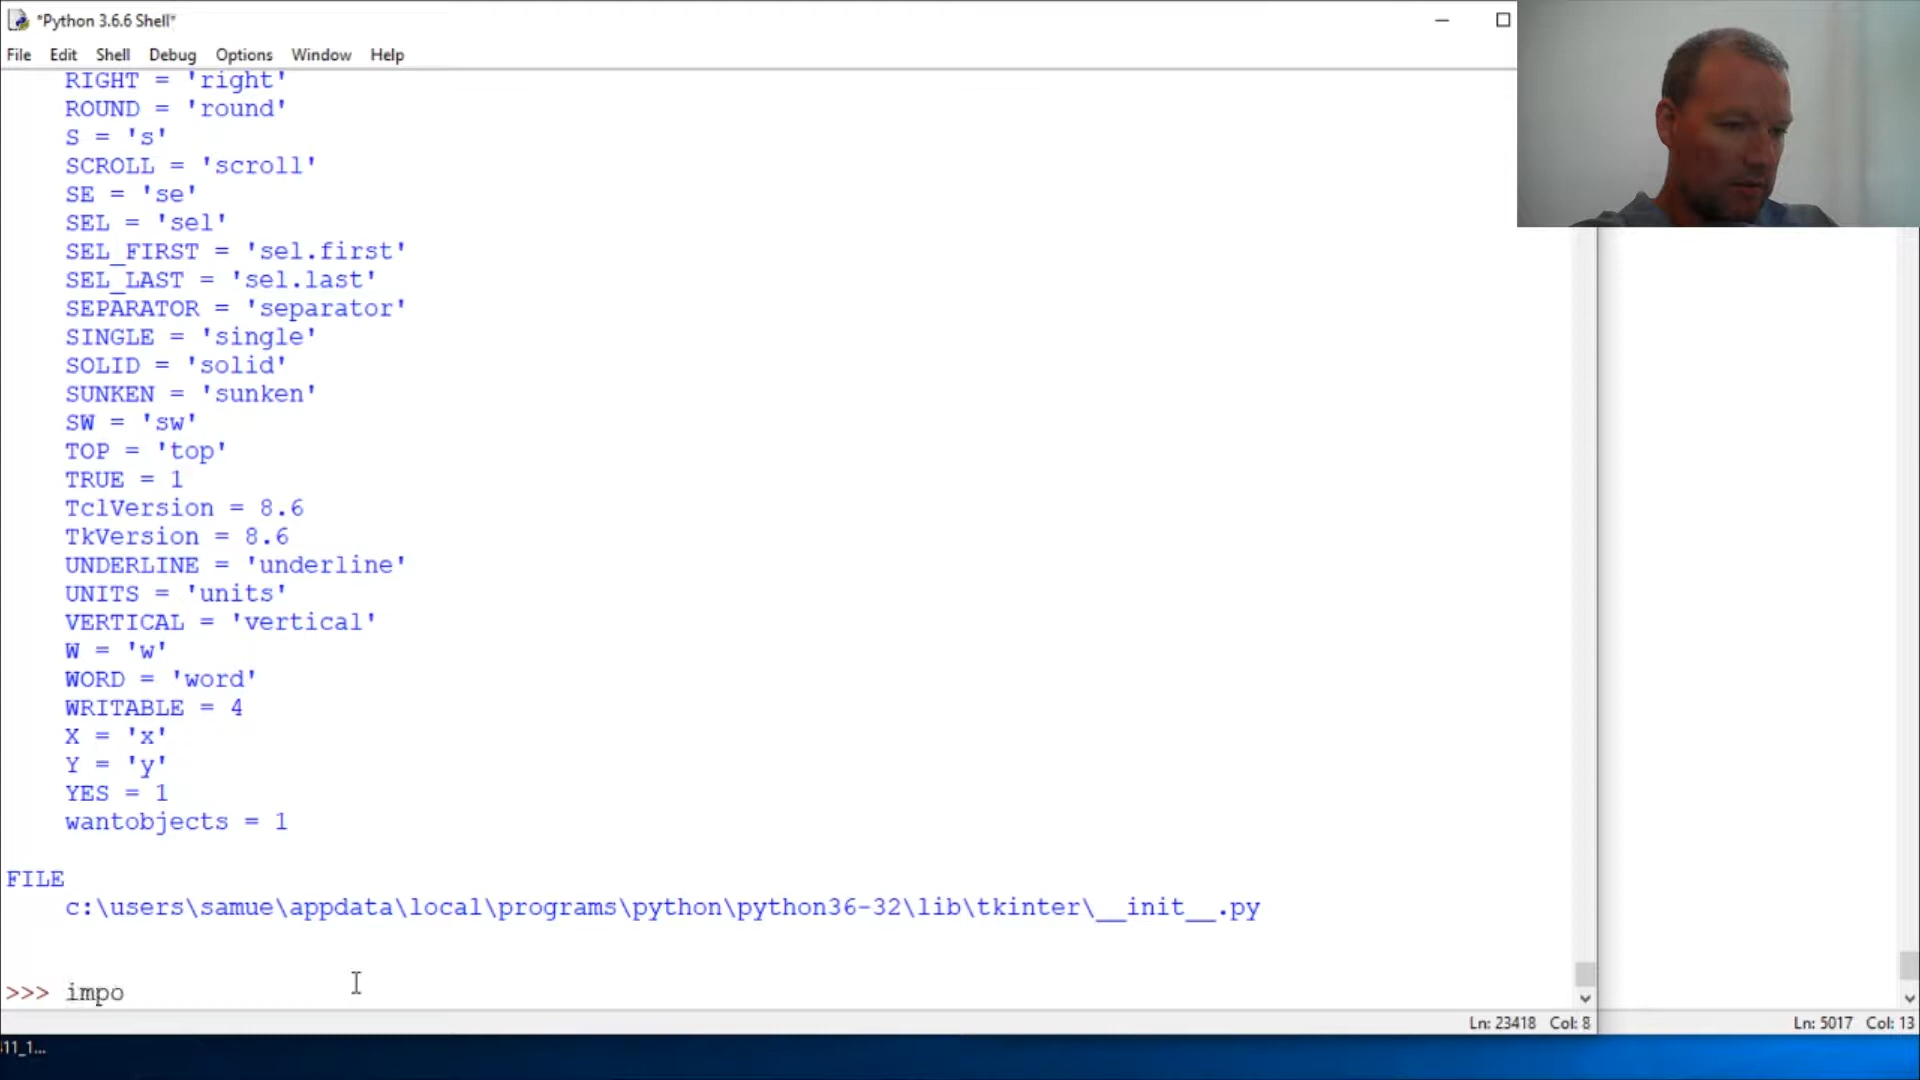 *Python 3.6.6 Shell*
File Edit Shell Debug Options Window Help
RIGHT = 'right'
ROUND = 'round'
S = 's'
SCROLL = 'scroll'
SE = 'se'
SEL = 'sel'
SEL_FIRST = 'sel.first'
SEL_LAST = 'sel.last'
SEPARATOR = 'separator'
SINGLE = 'single'
SOLID = 'solid'
SUNKEN = 'sunken'
SW = 'sw'
TOP = 'top'
TRUE = 1
TclVersion = 8.6
TkVersion = 8.6
UNDERLINE = 'underline'
UNITS = 'units'
VERTICAL = 'vertical'
W = 'w'
WORD = 'word'
WRITABLE = 4
X = 'x'
Y = 'y'
YES = 1
wantobjects = 1
FILE
c:\users\samue\appdata\local\programs\python\python36-32\lib\tkinter\__init__.py
>>> impo
Ln: 23418 Col: 8
Ln: 5017 Col: 13
11_1...